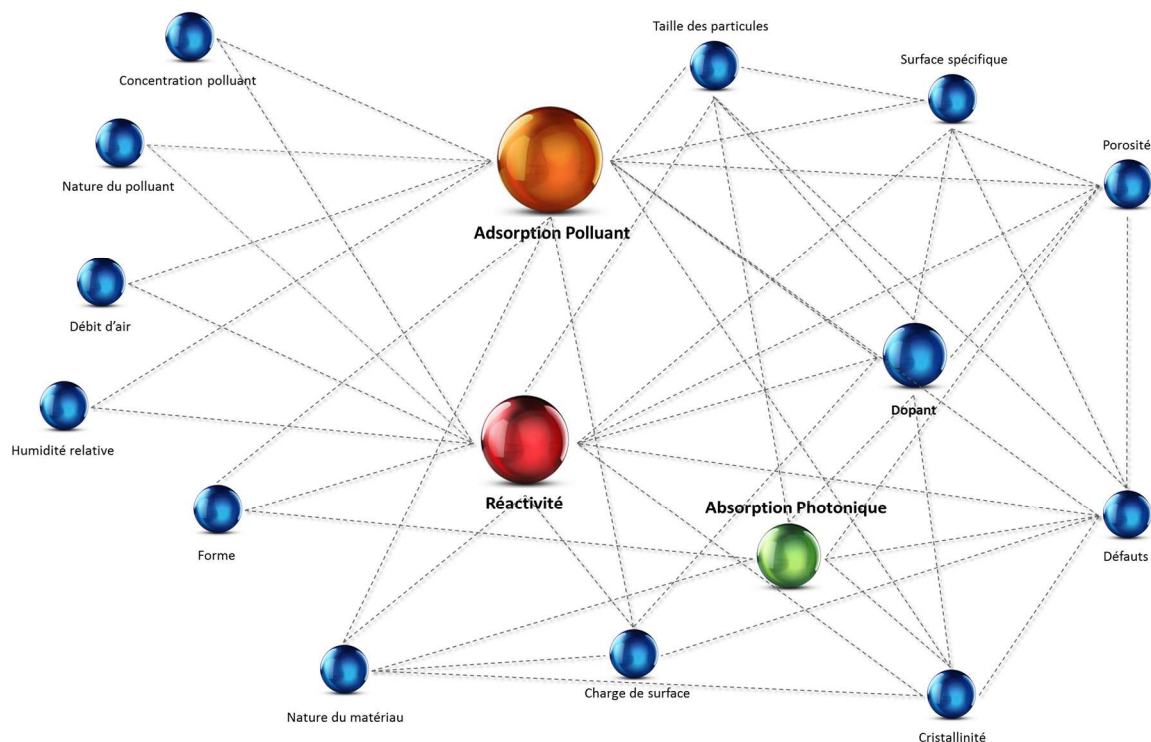 Taille des particules
Surface spécifique
Concentration polluant
Porosité
Nature du polluant
Adsorption Polluant
Débit d’air
Dopant
Humidité relative
Réactivité
Absorption Photonique
Forme
Défauts
Charge de surface
Nature du matériau
Cristallinité